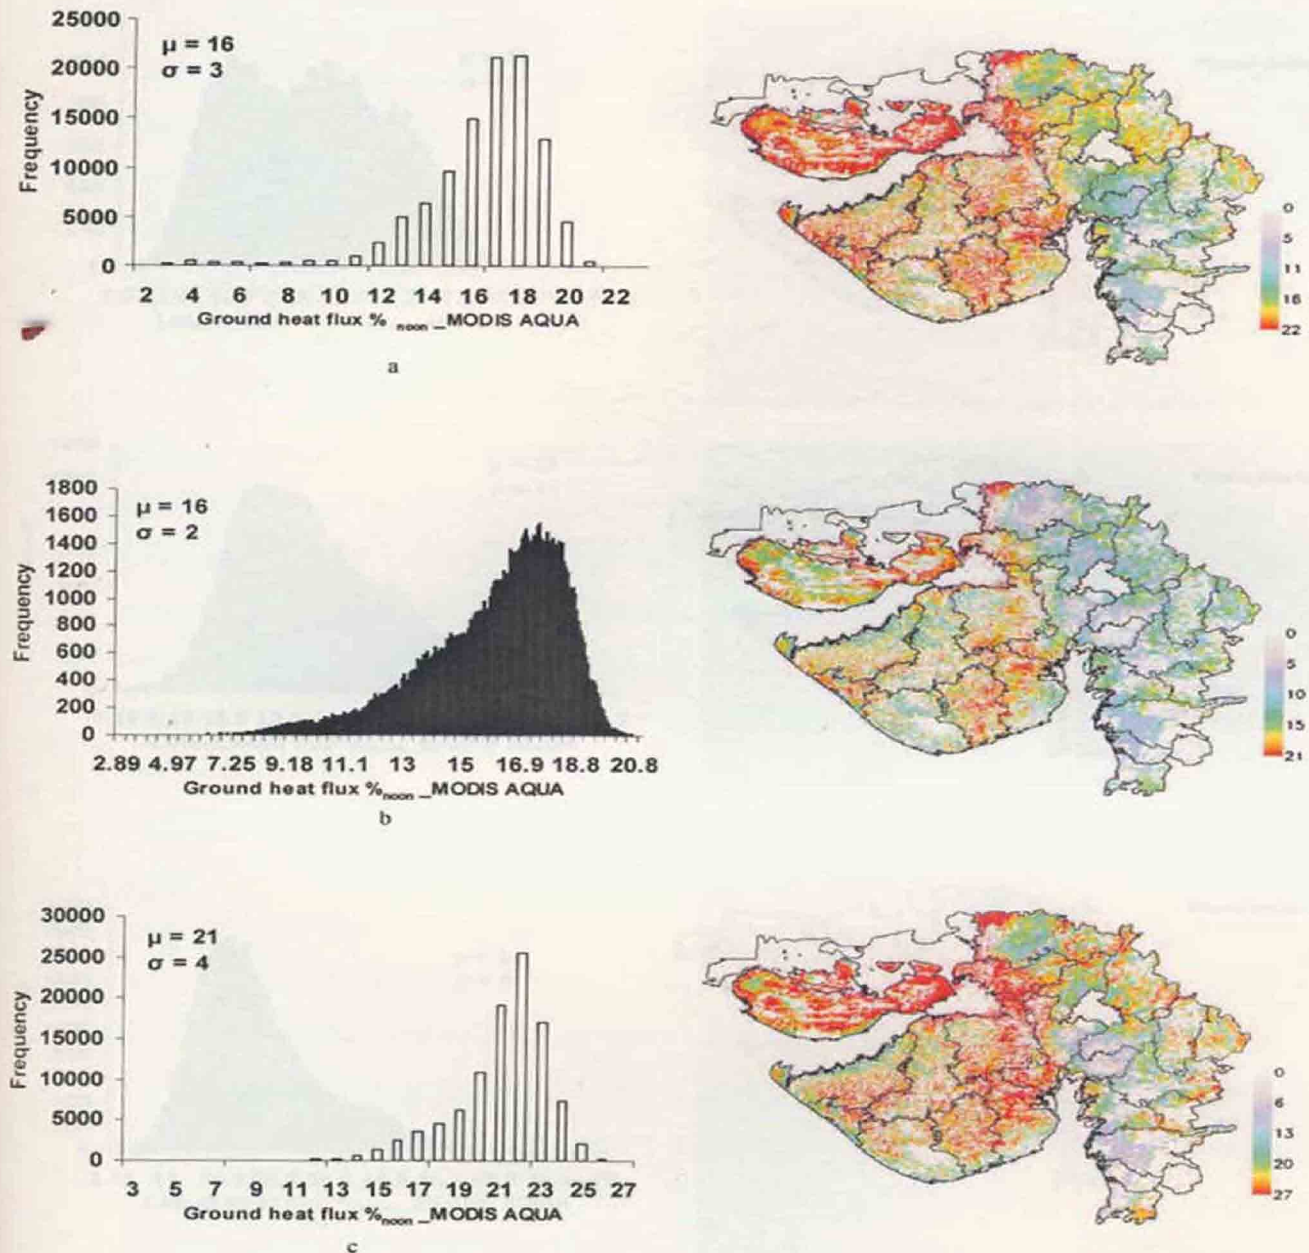 25000
20000
15000
10000
5000
0
Frequency
μ = 16
σ = 3
2 4 6 8 10 12 14 16 18 20 22
Ground heat flux % noon _MODIS AQUA
a
0
5
11
16
22
1800
1600
1400
1200
1000
800
600
400
200
0
Frequency
μ = 16
σ = 2
2.89 4.97 7.25 9.18 11.1 13 15 16.9 18.8 20.8
Ground heat flux %noon _MODIS AQUA
b
0
5
10
15
21
30000
25000
20000
15000
10000
5000
0
Frequency
μ = 21
σ = 4
3 5 7 9 11 13 15 17 19 21 23 25 27
Ground heat flux %noon _MODIS AQUA
c
0
6
13
20
27